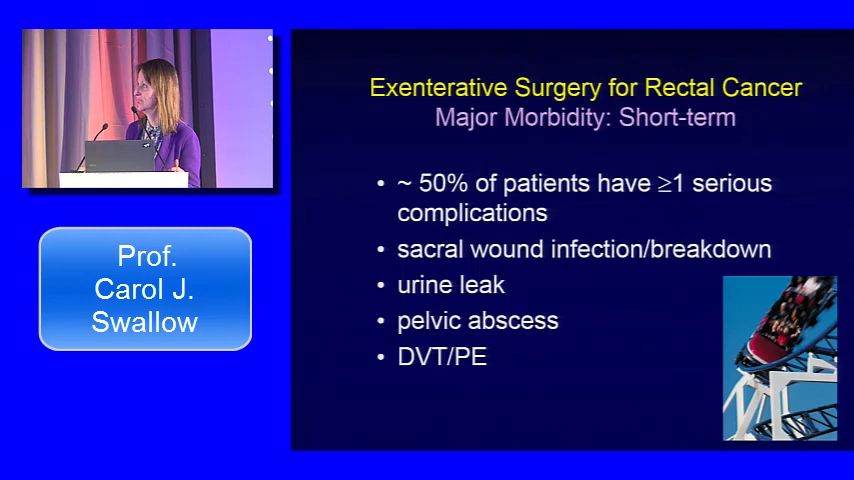 Prof.
Carol J.
Swallow
Exenterative Surgery for Rectal Cancer
Major Morbidity: Short-term
• ~ 50% of patients have ≥1 serious
complications
• sacral wound infection/breakdown
• urine leak
• pelvic abscess
• DVT/PE